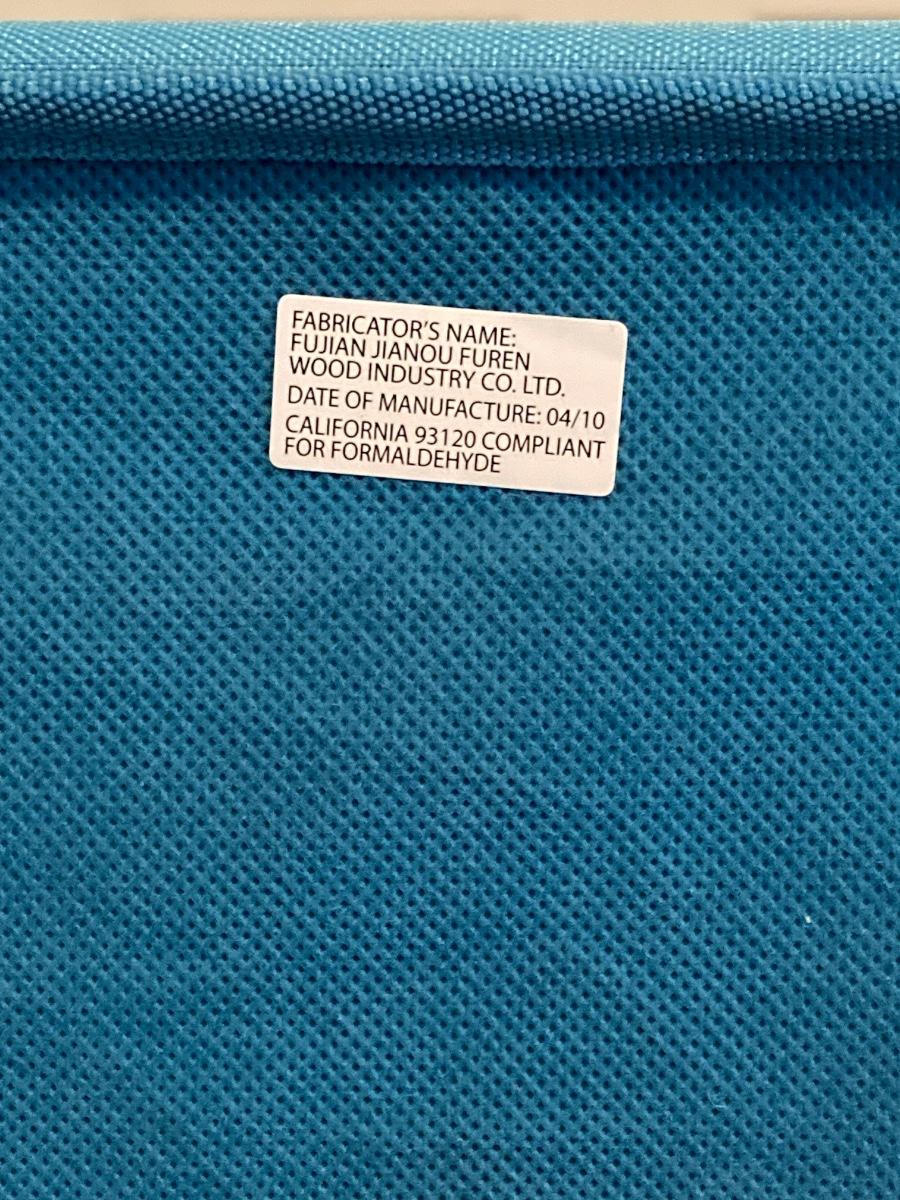 FABRICATOR'S NAME:
FUJIAN JIANOU FUREN
WOOD INDUSTRY CO. LTD.
DATE OF MANUFACTURE: 04/10
CALIFORNIA 93120 COMPLIANT
FOR FORMALDEHYDE